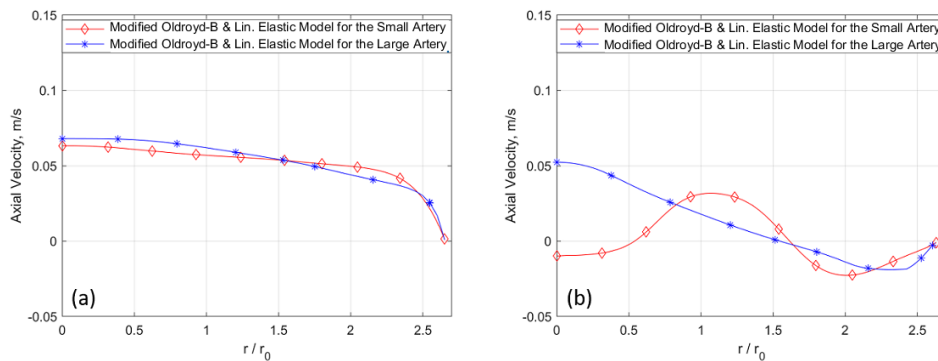 0.15
Modified Oldroyd-B & Lin. Elastic Model for the Small Artery
Modified Oldroyd-B & Lin. Elastic Model for the Large Artery
0.1
0.05
0
-0.05
Axial Velocity, m/s
(a)
0 0.5 1 1.5 2 2.5
r / r0
0.15
Modified Oldroyd-B & Lin. Elastic Model for the Small Artery
Modified Oldroyd-B & Lin. Elastic Model for the Large Artery
0.1
0.05
0
-0.05
Axial Velocity, m/s
(b)
0 0.5 1 1.5 2 2.5
r / r0